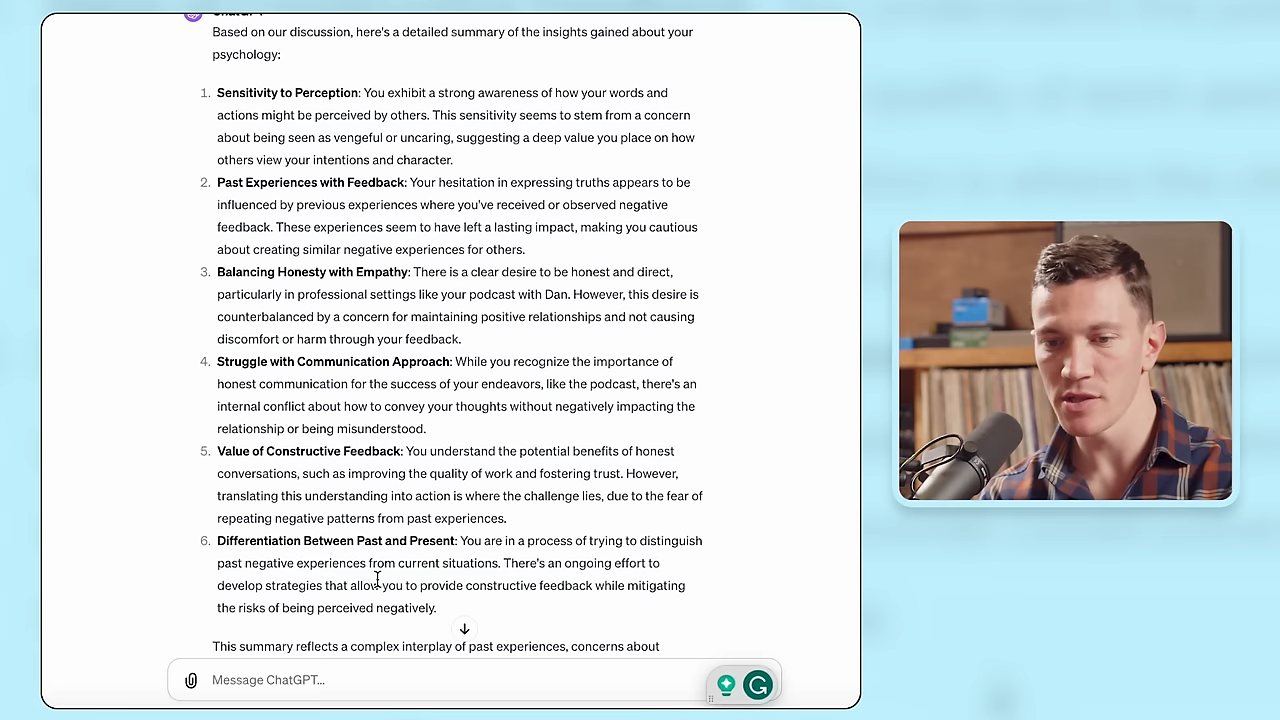 Based on our discussion, here's a detailed summary of the insights gained about your
psychology:
1. Sensitivity to Perception: You exhibit a strong awareness of how your words and
actions might be perceived by others. This sensitivity seems to stem from a concern
about being seen as vengeful or uncaring, suggesting a deep value you place on how
others view your intentions and character.
2. Past Experiences with Feedback: Your hesitation in expressing truths appears to be
influenced by previous experiences where you've received or observed negative
feedback. These experiences seem to have left a lasting impact, making you cautious
about creating similar negative experiences for others.
3. Balancing Honesty with Empathy: There is a clear desire to be honest and direct,
particularly in professional settings like your podcast with Dan. However, this desire is
counterbalanced by a concern for maintaining positive relationships and not causing
discomfort or harm through your feedback.
4. Struggle with Communication Approach: While you recognize the importance of
honest communication for the success of your endeavors, like the podcast, there's an
internal conflict about how to convey your thoughts without negatively impacting the
relationship or being misunderstood.
5. Value of Constructive Feedback: You understand the potential benefits of honest
conversations, such as improving the quality of work and fostering trust. However,
translating this understanding into action is where the challenge lies, due to the fear of
repeating negative patterns from past experiences.
6. Differentiation Between Past and Present: You are in a process of trying to distinguish
past negative experiences from current situations. There's an ongoing effort to
develop strategies that allow you to provide constructive feedback while mitigating
the risks of being perceived negatively.
This summary reflects a complex interplay of past experiences, concerns about
Message ChatGPT...